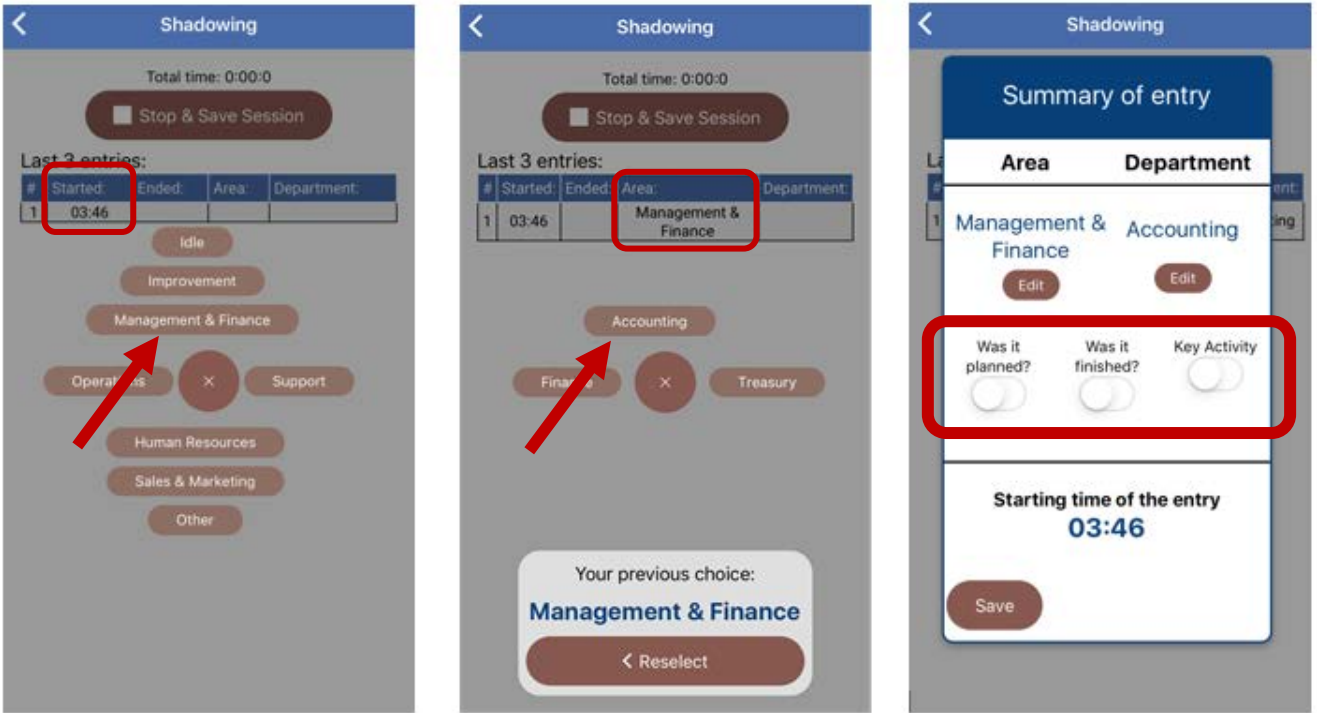 Shadowing
Total time: 0:00:0
Stop & Save Session
Last 3 entries:
# Started: Ended: Area: Department:
1 03:46
Idle
Improvement
Management & Finance
Operations × Support
Human Resources
Sales & Marketing
Other
Shadowing
Total time: 0:00:0
Stop & Save Session
Last 3 entries:
# Started: Ended: Area: Department:
1 03:46 Management &
Finance
Accounting
Finance × Treasury
Your previous choice:
Management & Finance
< Reselect
Shadowing
Summary of entry
Area Department
Management &
Finance
Accounting
Edit Edit
Was it
planned?
Was it
finished?
Key Activity
Starting time of the entry
03:46
Save